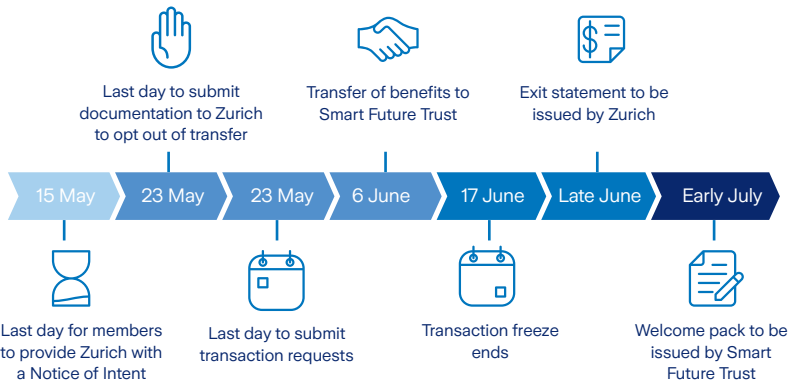 Last day to submit
documentation to Zurich
to opt out of transfer
Transfer of benefits to
Smart Future Trust
Exit statement to be
issued by Zurich
15 May
23 May
23 May
6 June
17 June
Late June
Early July
Last day for members
to provide Zurich with
a Notice of Intent
Last day to submit
transaction requests
Transaction freeze
ends
Welcome pack to be
issued by Smart
Future Trust